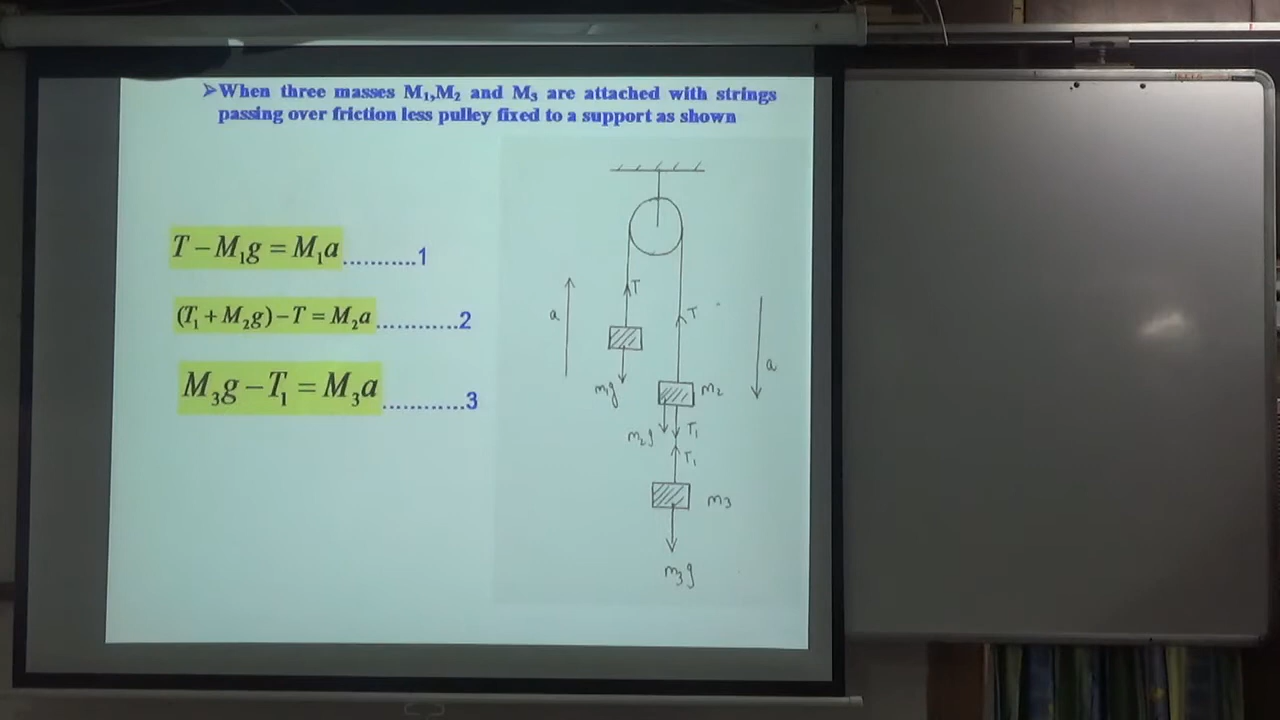 ➢When three masses M₁,M₂ and M₃ are attached with strings
passing over friction less pulley fixed to a support as shown
T − M₁g = M₁a ...........1
(T₁ + M₂g) − T = M₂a ............2
M₃g − T₁ = M₃a ............3
T
a
T
a
m₁g
M₂
m₂g
T₁
T₁
m₃
m₃g